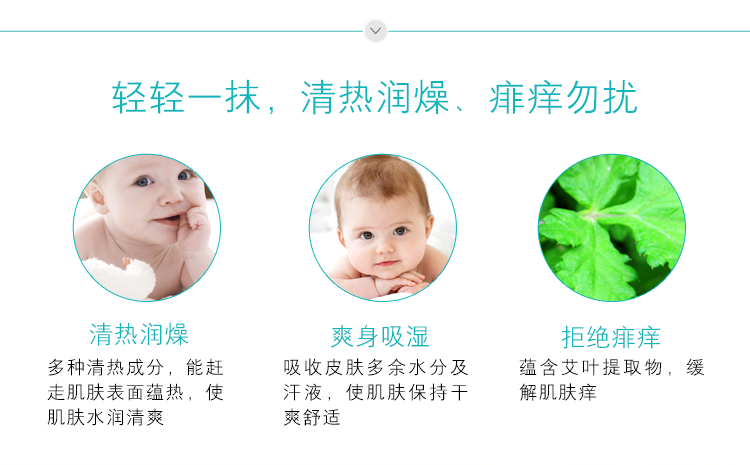 轻轻一抹，清热润燥、痱痒勿扰
清热润燥
多种清热成分，能赶
走肌肤表面蕴热，使
肌肤水润清爽
爽身吸湿
吸收皮肤多余水分及
汗液，使肌肤保持干
爽舒适
拒绝痱痒
蕴含艾叶提取物，缓
解肌肤痒